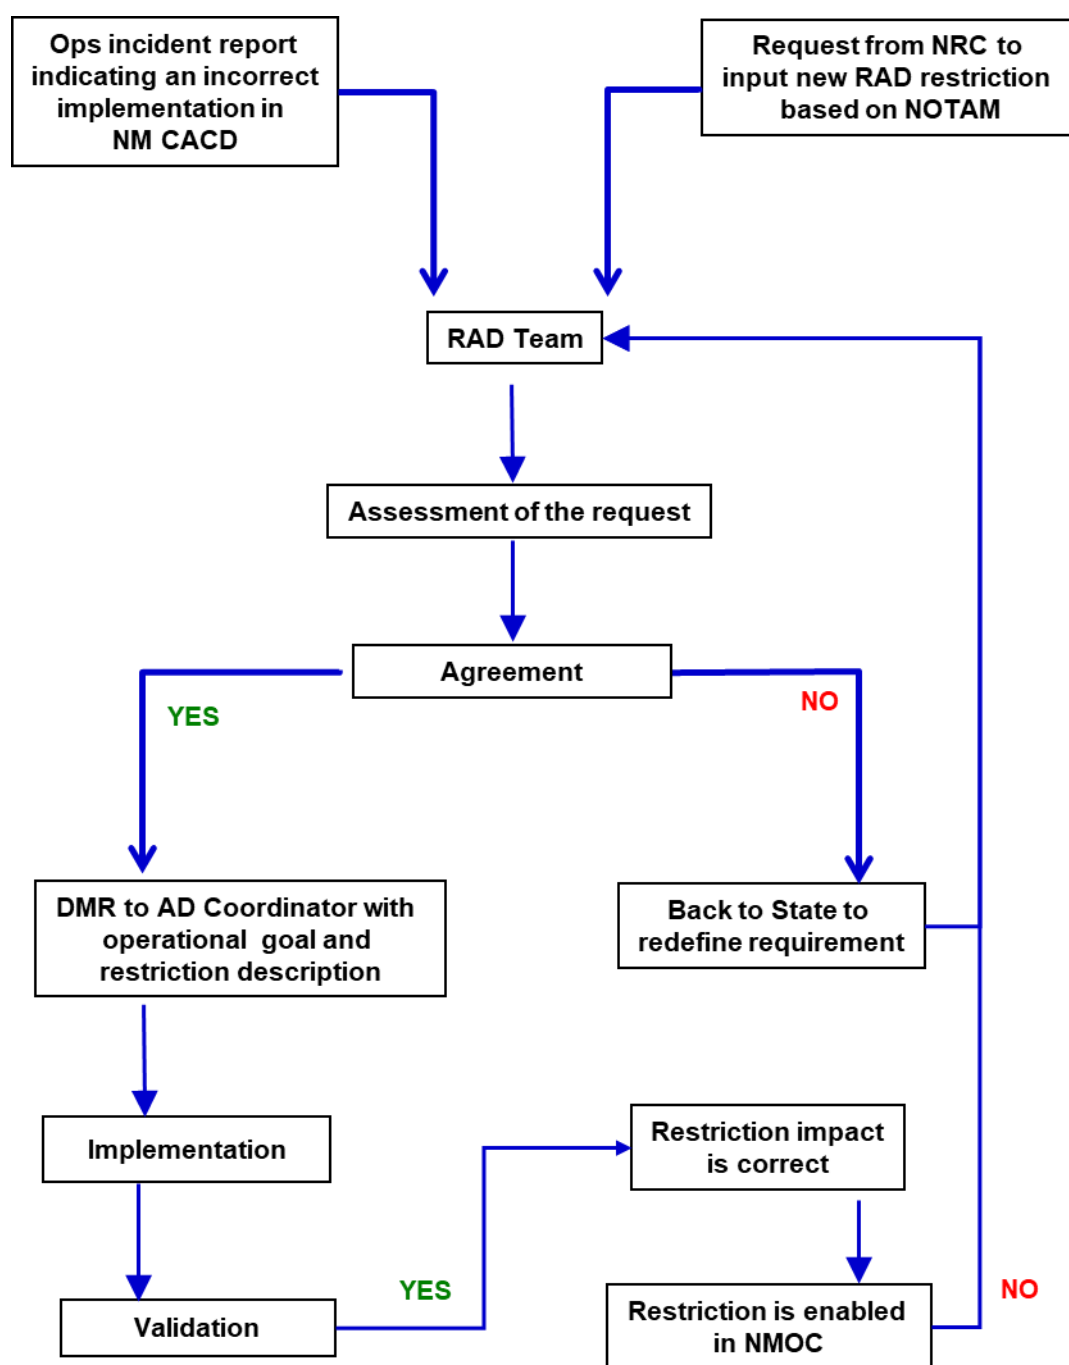 Ops incident report
indicating an incorrect
implementation in
NM CACD
Request from NRC to
input new RAD restriction
based on NOTAM
RAD Team
Assessment of the request
Agreement
YES
NO
DMR to AD Coordinator with
operational goal and
restriction description
Back to State to
redefine requirement
Implementation
Restriction impact
is correct
Validation
YES
Restriction is enabled
in NMOC
NO